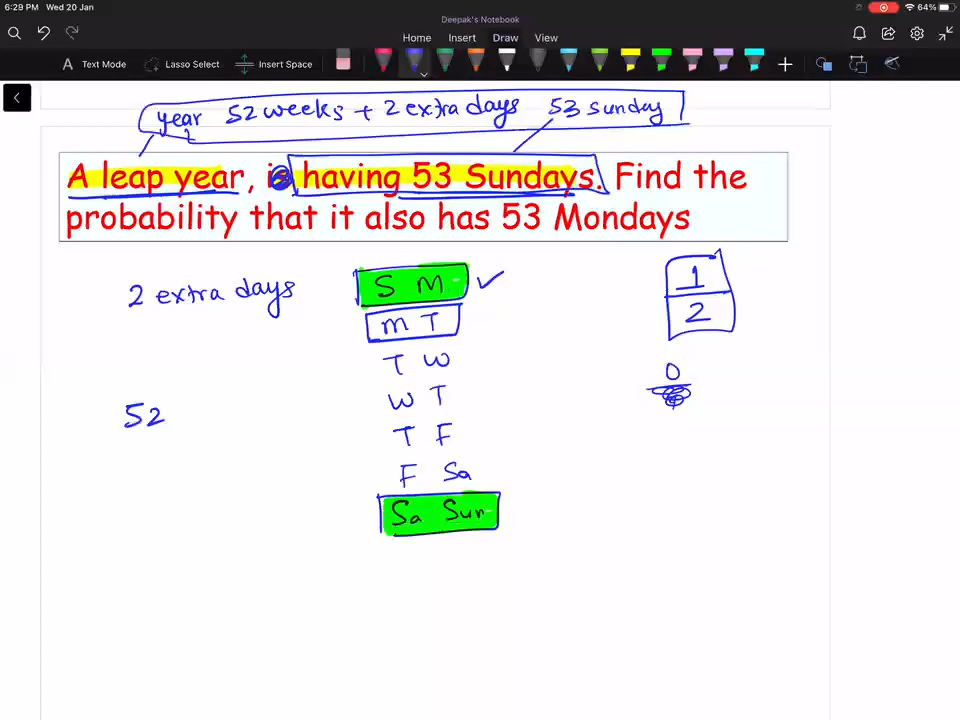 6:29 PM Wed 20 Jan
64%
Deepak's Notebook
Home Insert Draw View
Text Mode Lasso Select Insert Space
year 52 weeks + 2 extra days 53 sunday
A leap year, is having 53 Sundays. Find the
probability that it also has 53 Mondays
2 extra days
S M
m T
T W
W T
T F
F Sa
Sa Sun
52
1
2
0